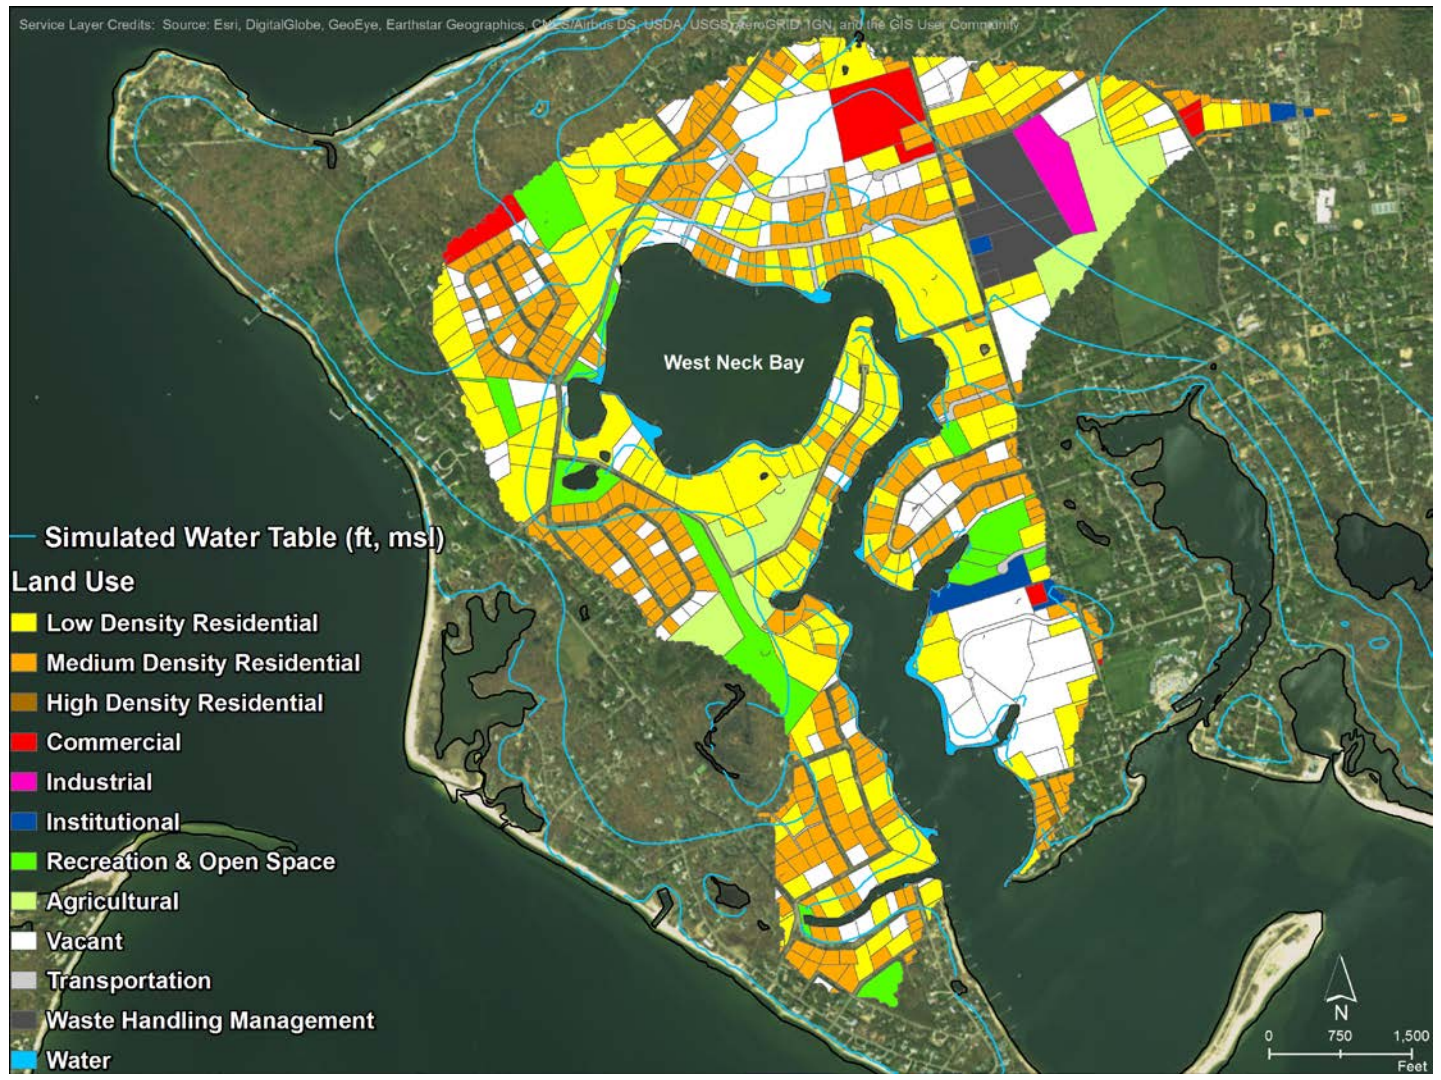 Service Layer Credits: Source: Esri, DigitalGlobe, GeoEye, Earthstar Geographics, CNES/Airbus DS, USDA, USGS, AeroGRID, IGN, and the GIS User Community
West Neck Bay
Simulated Water Table (ft, msl)
Land Use
Low Density Residential
Medium Density Residential
High Density Residential
Commercial
Industrial
Institutional
Recreation & Open Space
Agricultural
Vacant
Transportation
Waste Handling Management
Water
N
0 750 1,500
Feet